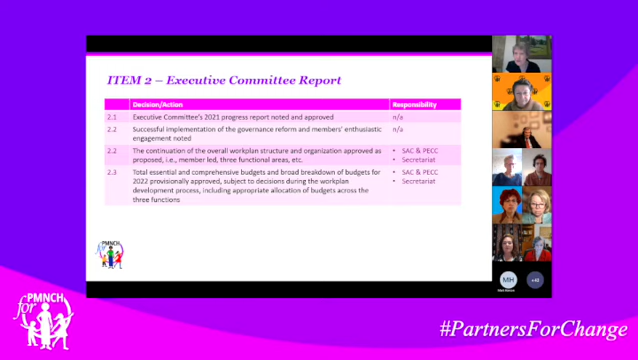 ITEM 2 – Executive Committee Report
Decision/Action Responsibility
2.1 Executive Committee's 2021 progress report noted and approved n/a
2.2 Successful implementation of the governance reform and members' enthusiastic n/a
engagement noted
2.2 The continuation of the overall workplan structure and organization approved as • SAC & PECC
proposed, i.e., member led, three functional areas, etc. • Secretariat
2.3 Total essential and comprehensive budgets and broad breakdown of budgets for • SAC & PECC
2022 provisionally approved, subject to decisions during the workplan • Secretariat
development process, including appropriate allocation of budgets across the
three functions
PMNCH
MH
+40
for PMNCH
#PartnersForChange